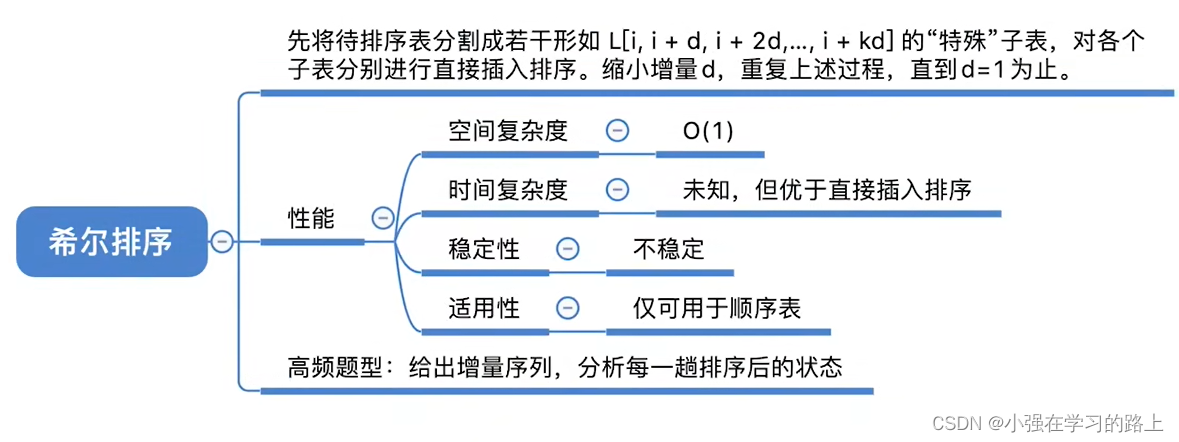 先将待排序表分割成若干形如 L[i, i + d, i + 2d,..., i + kd] 的“特殊”子表，对各个
子表分别进行直接插入排序。缩小增量d，重复上述过程，直到d=1为止。
空间复杂度 O(1)
时间复杂度 未知，但优于直接插入排序
性能
希尔排序
稳定性 不稳定
适用性 仅可用于顺序表
高频题型：给出增量序列，分析每一趟排序后的状态
CSDN @小强在学习的路上